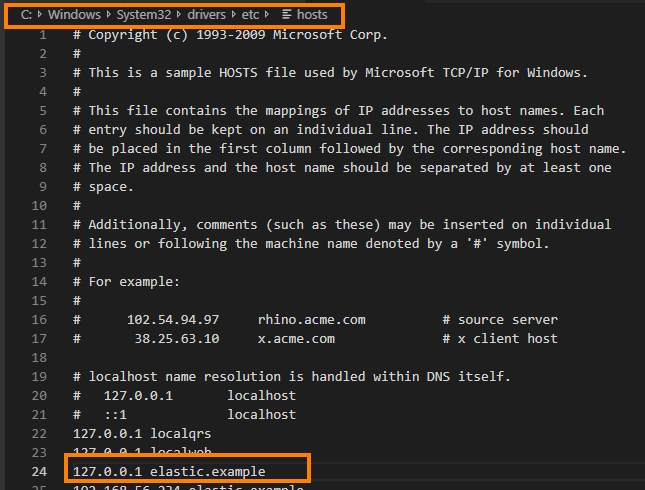 C: > Windows > System32 > drivers > etc > hosts
1 # Copyright (c) 1993-2009 Microsoft Corp.
2 #
3 # This is a sample HOSTS file used by Microsoft TCP/IP for Windows.
4 #
5 # This file contains the mappings of IP addresses to host names. Each
6 # entry should be kept on an individual line. The IP address should
7 # be placed in the first column followed by the corresponding host name.
8 # The IP address and the host name should be separated by at least one
9 # space.
10 #
11 # Additionally, comments (such as these) may be inserted on individual
12 # lines or following the machine name denoted by a '#' symbol.
13 #
14 # For example:
15 #
16 #      102.54.94.97     rhino.acme.com          # source server
17 #       38.25.63.10     x.acme.com              # x client host
18
19 # localhost name resolution is handled within DNS itself.
20 #   127.0.0.1       localhost
21 #   ::1             localhost
22 127.0.0.1 localqrs
23 127.0.0.1 localweb
24 127.0.0.1 elastic.example
25 192.168.56.234 elastic.example